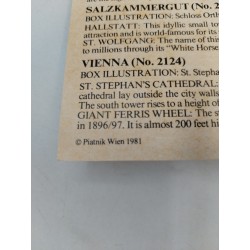 SALZKAMMERGUT (No. 2
BOX ILLUSTRATION: Schloss Orth
HALLSTATT: This idyllic small to
attraction and is world-famous for its
ST. WOLFGANG: The name of this
to millions through its "White Horse
VIENNA (No. 2124)
BOX ILLUSTRATION: St. Stepha
ST. STEPHAN'S CATHEDRAL:
cathedral lay outside the city walls
The south tower rises to a height of
GIANT FERRIS WHEEL: The st
in 1896/97. It is almost 200 feet hi
© Piatnik Wien 1981